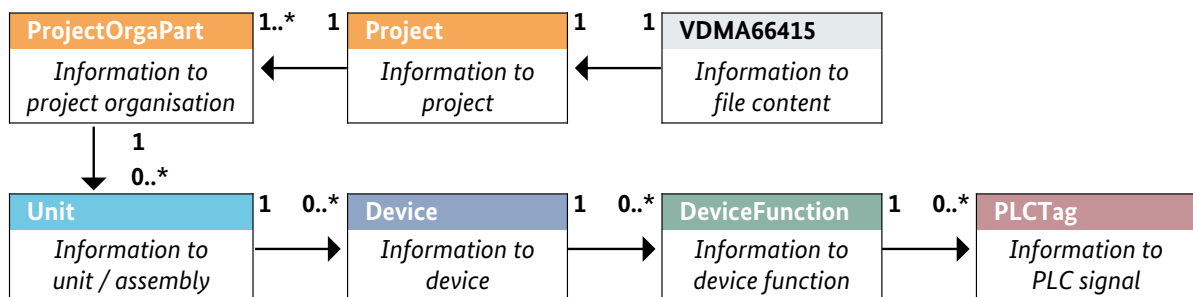 ProjectOrgaPart 1..* 1 Project 1 1 VDMA66415
Information to Information to Information to
project organisation project file content
1
0..*
Unit 1 0..* Device 1 0..* DeviceFunction 1 0..* PLCTag
Information to Information to Information to Information to
unit / assembly device device function PLC signal